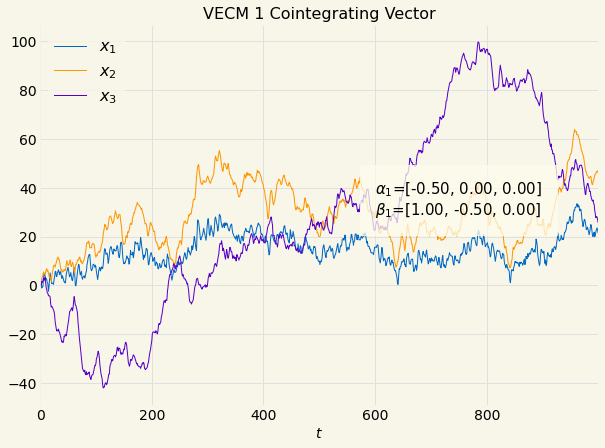 VECM 1 Cointegrating Vector
x₁
x₂
x₃
100
80
60
40
20
0
−20
−40
α₁=[-0.50, 0.00, 0.00]
β₁=[1.00, -0.50, 0.00]
0 200 400 600 800
t